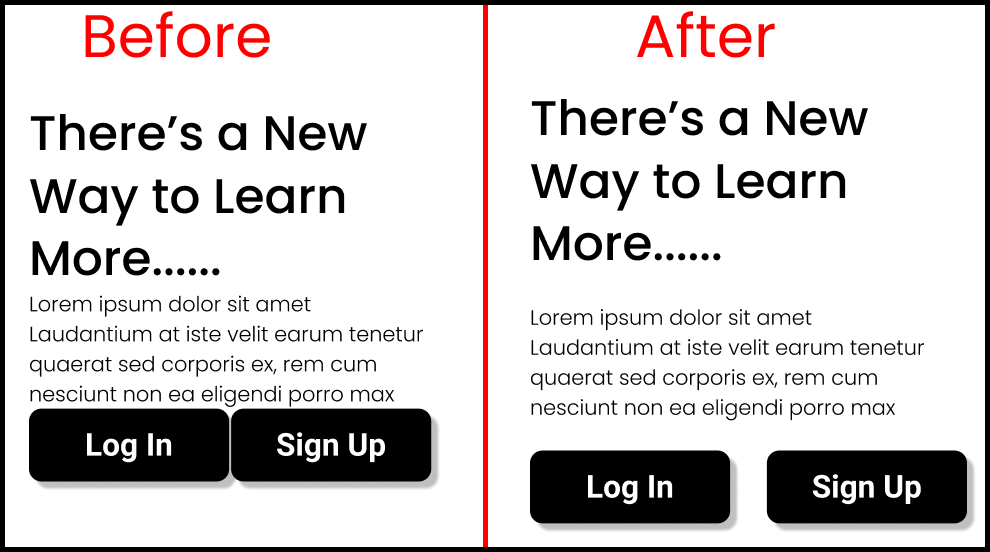 Before
There’s a New
Way to Learn
More......
Lorem ipsum dolor sit amet
Laudantium at iste velit earum tenetur
quaerat sed corporis ex, rem cum
nesciunt non ea eligendi porro max
Log In
Sign Up
After
There’s a New
Way to Learn
More......
Lorem ipsum dolor sit amet
Laudantium at iste velit earum tenetur
quaerat sed corporis ex, rem cum
nesciunt non ea eligendi porro max
Log In
Sign Up